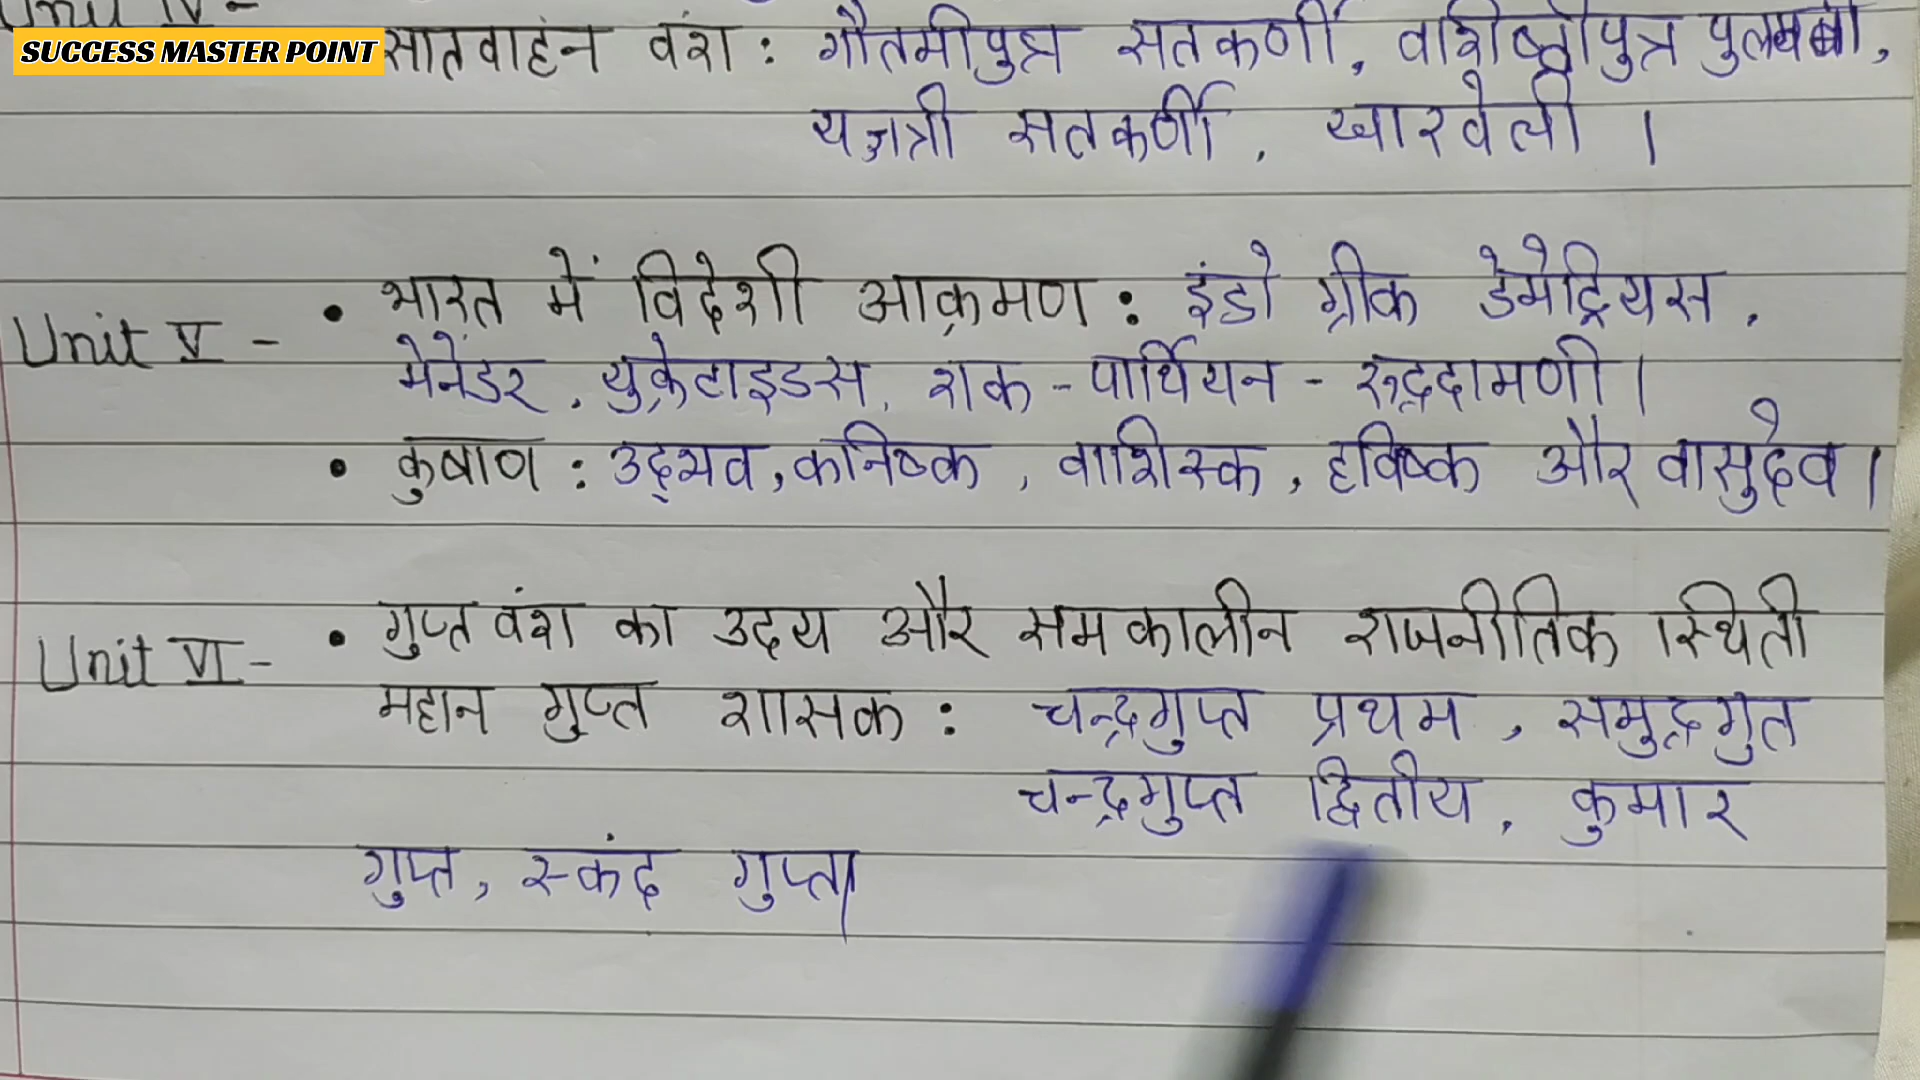 Unit IV -
SUCCESS MASTER POINT
सातवाहन वंश : गौतमीपुत्र सतकर्णी, वाशिष्ठीपुत्र
यज्ञश्री सतकर्णी, खारवेली ।
Unit V - • भारत में विदेशी आक्रमण : इंडो ग्रीक डेमेट्रियस,
मेनेंडर, युक्रेटाइडस, शक - पार्थियन - रुद्रदामणी ।
• कुषाण : उद्भव, कनिष्क, वाशिस्क, हविष्क और वासुदेव ।
Unit VI - • गुप्त वंश का उदय और समकालीन राजनीतिक स्थिती
महान गुप्त शासक : चन्द्रगुप्त प्रथम, समुद्रगुत
चन्द्रगुप्त द्वितीय, कुमार
गुप्त, स्कंद गुप्त।